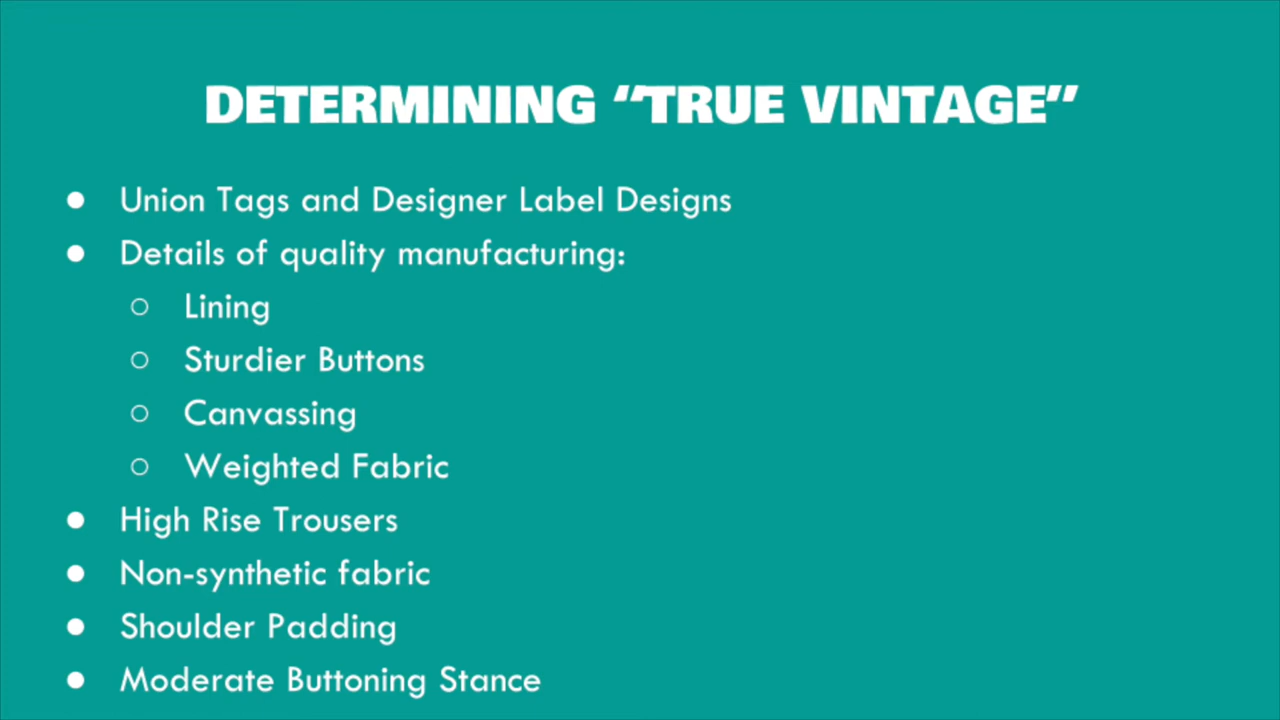 DETERMINING “TRUE VINTAGE”
● Union Tags and Designer Label Designs
● Details of quality manufacturing:
○ Lining
○ Sturdier Buttons
○ Canvassing
○ Weighted Fabric
● High Rise Trousers
● Non-synthetic fabric
● Shoulder Padding
● Moderate Buttoning Stance